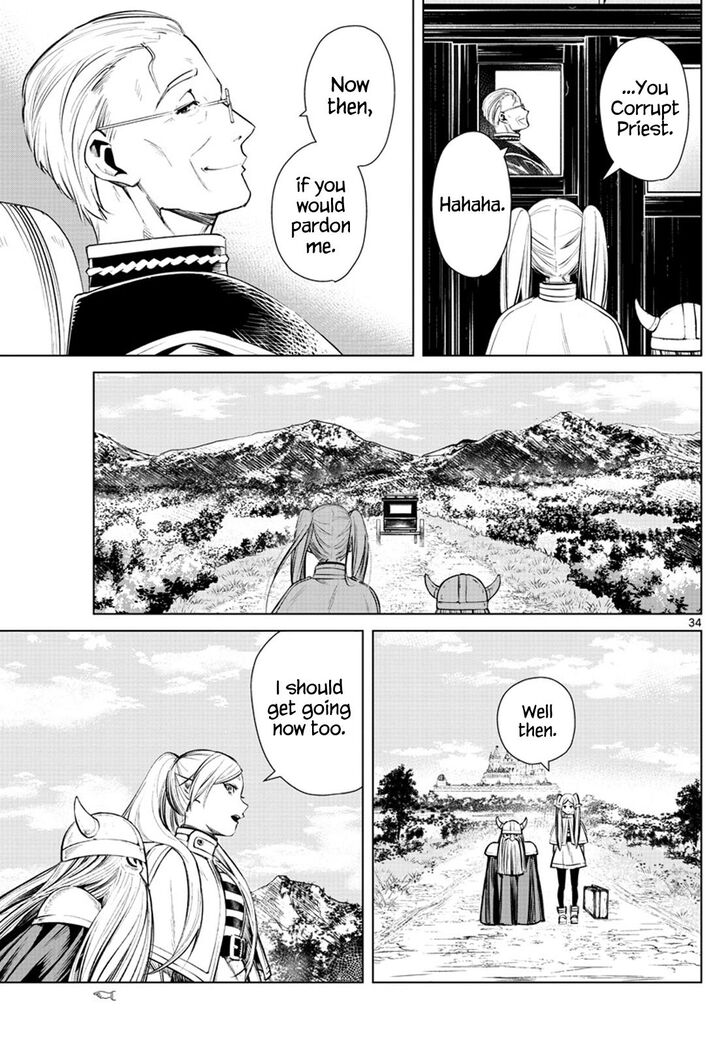 ...You
Corrupt
Priest.
Hahaha.
Now
then,
if you
would
pardon
me.
34
Well
then.
I should
get going
now too.